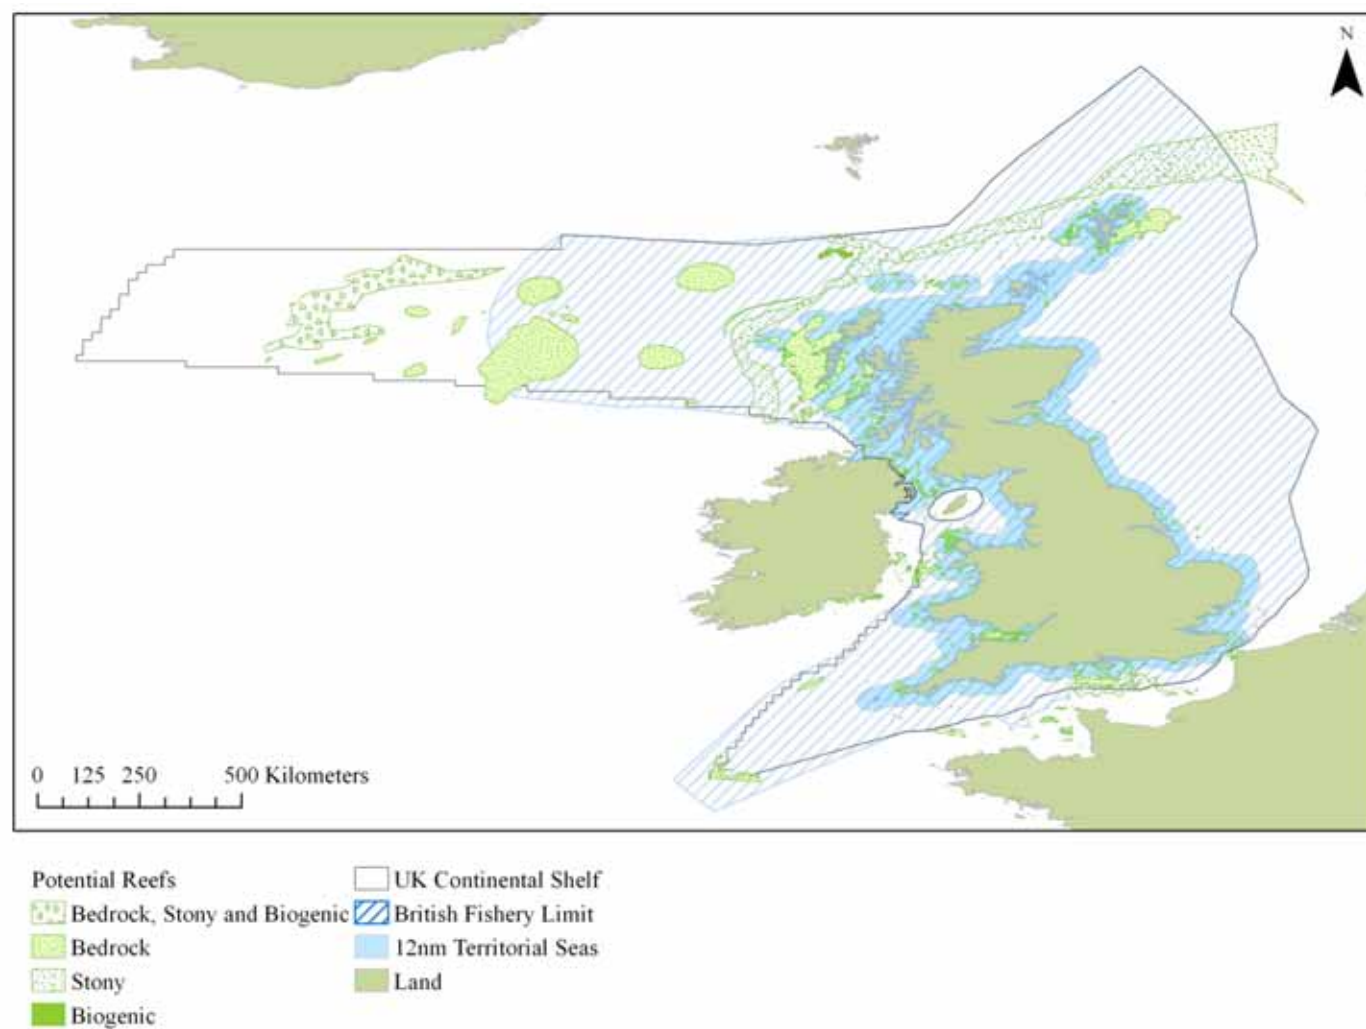 N
0 125 250 500 Kilometers
Potential Reefs
Bedrock, Stony and Biogenic
Bedrock
Stony
Biogenic
UK Continental Shelf
British Fishery Limit
12nm Territorial Seas
Land